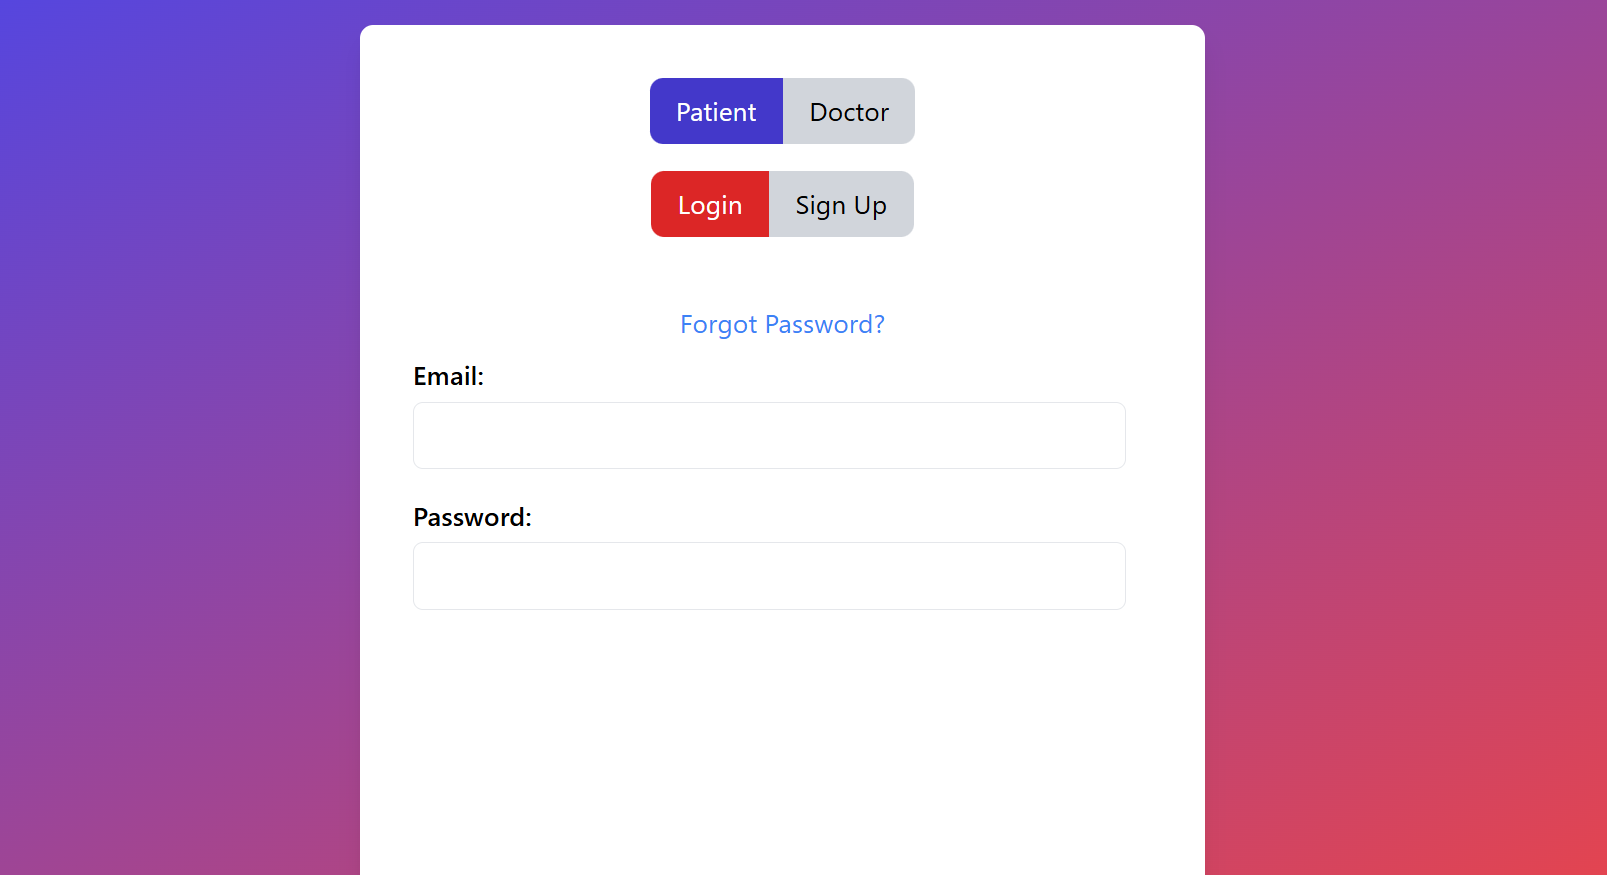 Patient Doctor
Login Sign Up
Forgot Password?
Email:
Password: